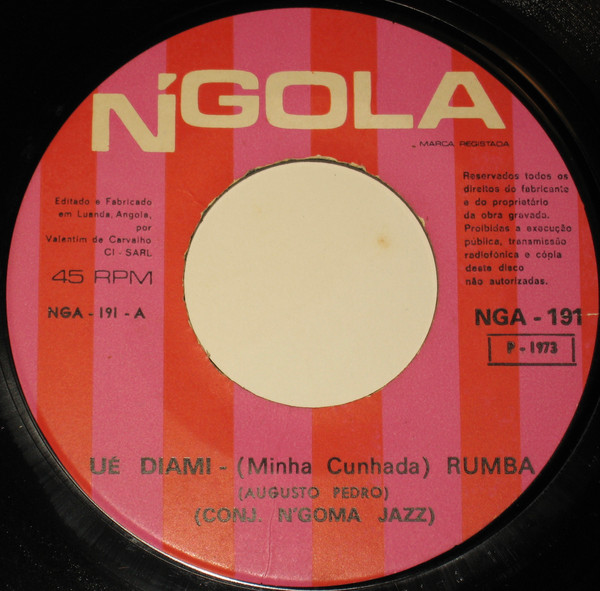 N'GOLA
MARCA REGISTADA
Editado e Fabricado
em Luanda, Angola,
por
Valentim de Carvalho
CI - SARL
45 RPM
NGA - 191 - A
Reservados todos os
direitos do fabricante
e do proprietário
da obra gravada.
Proibidas a execução
pública, transmissão
radiofonica e cópia
deste disco
não autorizadas.
NGA - 191
P - 1973
UÉ DIAMI - (Minha Cunhada) RUMBA
(AUGUSTO PEDRO)
(CONJ. N'GOMA JAZZ)